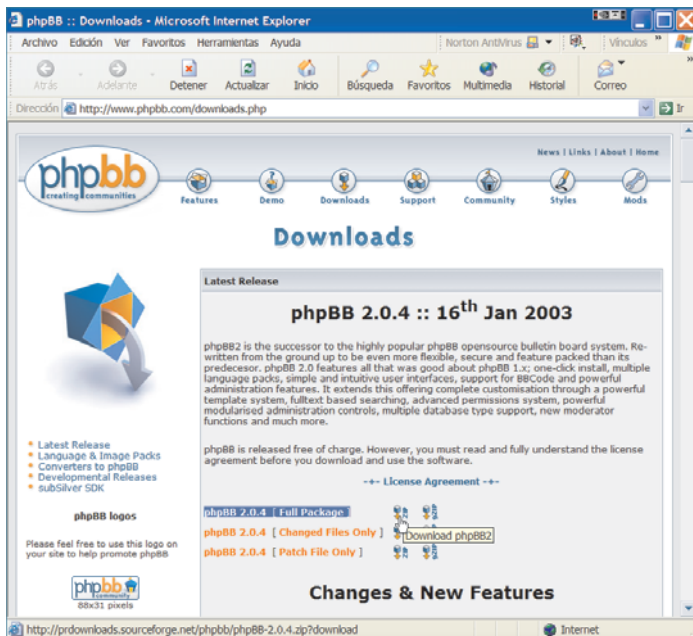 phpBB :: Downloads - Microsoft Internet Explorer
Archivo Edición Ver Favoritos Herramientas Ayuda Norton AntiVirus Vínculos »
Atrás Adelante Detener Actualizar Inicio Búsqueda Favoritos Multimedia Historial Correo »
Dirección http://www.phpbb.com/downloads.php Ir
News | Links | About | Home
phpbb
creating communities
Features Demo Downloads Support Community Styles Mods
Downloads
Latest Release
phpBB 2.0.4 :: 16th Jan 2003
phpBB2 is the successor to the highly popular phpBB opensource bulletin board system. Re-
written from the ground up to be even more flexible, secure and feature packed than its
predecesor. phpBB 2.0 features all that was good about phpBB 1.x; one-click install, multiple
language packs, simple and intuitive user interfaces, support for BBCode and powerful
administration features. It extends this offering complete customisation through a powerful
template system, fulltext based searching, advanced permissions system, powerful
modularised administration controls, multiple database type support, new moderator
functions and much more.
phpBB is released free of charge. However, you must read and fully understand the license
agreement before you download and use the software.
-+- License Agreement -+-
phpBB 2.0.4 [ Full Package ]
phpBB 2.0.4 [ Changed Files Only ]
Download phpBB2
phpBB 2.0.4 [ Patch File Only ]
Changes & New Features
Latest Release
Language & Image Packs
Converters to phpBB
Developmental Releases
subSilver SDK
phpBB logos
Please feel free to use this logo on
your site to help promote phpBB
phpbb
community
88x31 pixels
http://prdownloads.sourceforge.net/phpbb/phpBB-2.0.4.zip?download Internet